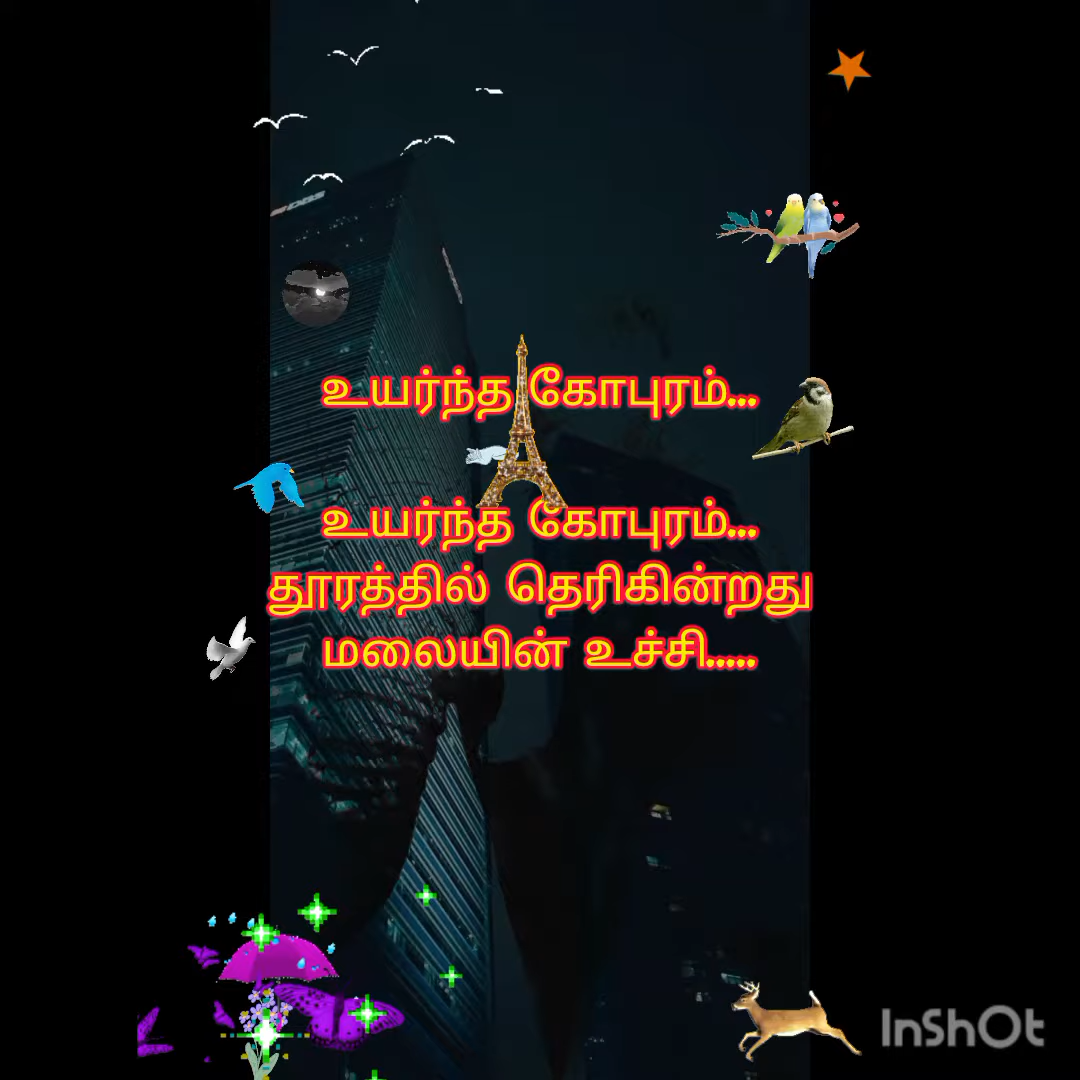 உயர்ந்த கோபுரம்...
உயர்ந்த கோபுரம்...
தூரத்தில் தெரிகின்றது
மலையின் உச்சி.....
InShOt